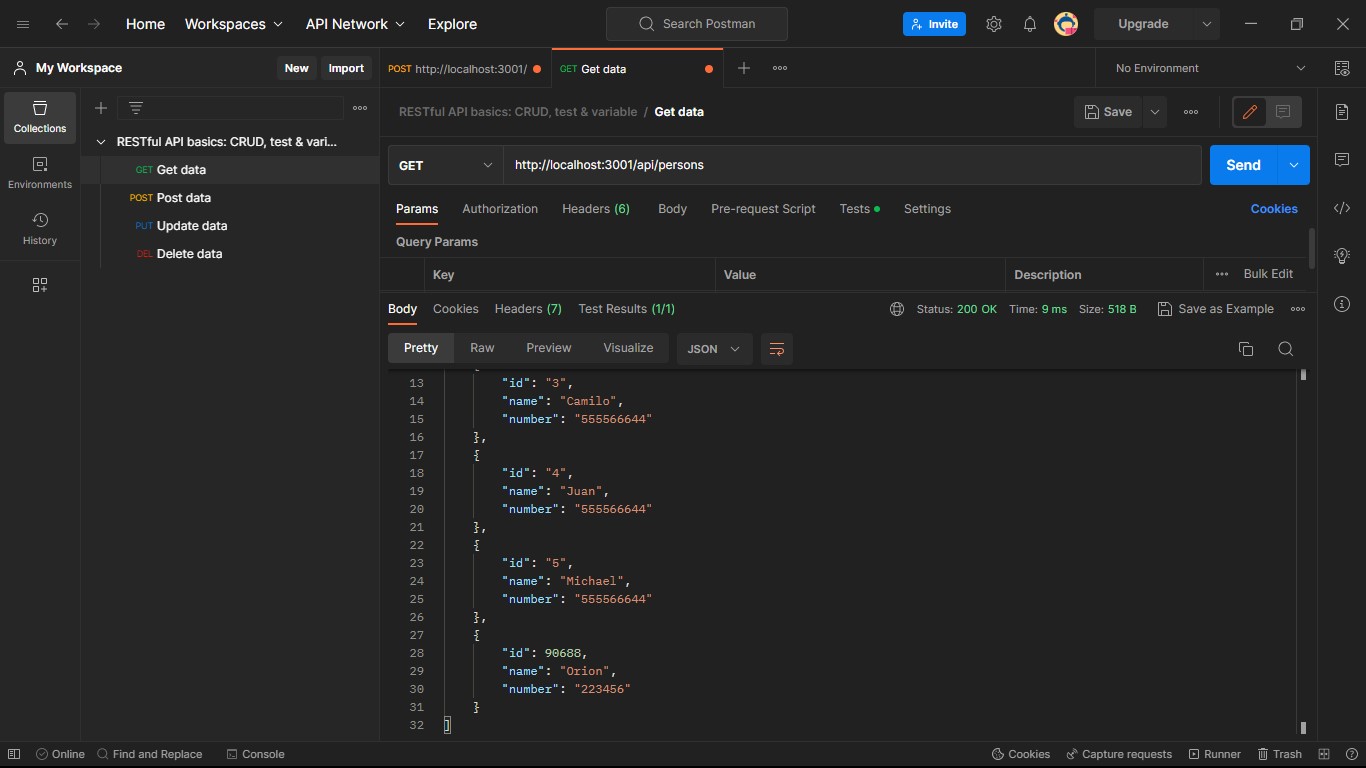 Home Workspaces API Network Explore Search Postman Invite Upgrade
My Workspace New Import POST http://localhost:3001/ GET Get data No Environment
RESTful API basics: CRUD, test & variable / Get data Save
Collections
RESTful API basics: CRUD, test & vari...
GET Get data
POST Post data
PUT Update data
DEL Delete data
Environments
History
GET http://localhost:3001/api/persons Send
Params Authorization Headers (6) Body Pre-request Script Tests Settings Cookies
Query Params
Key Value Description Bulk Edit
Body Cookies Headers (7) Test Results (1/1) Status: 200 OK Time: 9 ms Size: 518 B Save as Example
Pretty Raw Preview Visualize JSON
13 "id": "3",
14 "name": "Camilo",
15 "number": "555566644"
16 },
17 {
18 "id": "4",
19 "name": "Juan",
20 "number": "555566644"
21 },
22 {
23 "id": "5",
24 "name": "Michael",
25 "number": "555566644"
26 },
27 {
28 "id": 90688,
29 "name": "Orion",
30 "number": "223456"
31 }
32 ]
Online Find and Replace Console Cookies Capture requests Runner Trash